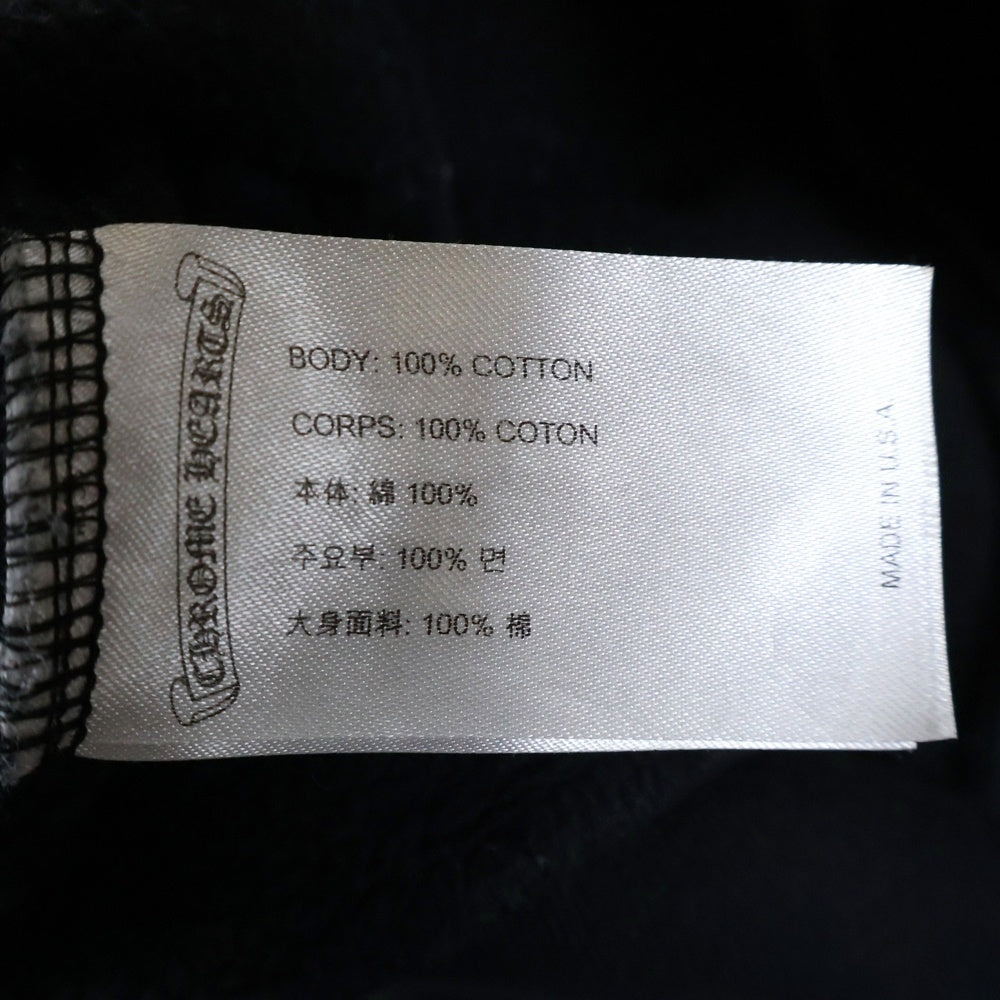 CHROME HEARTS
BODY: 100% COTTON
CORPS: 100% COTON
本体: 綿 100%
주요부: 100% 면
大身面料: 100% 棉
MADE IN U.S.A